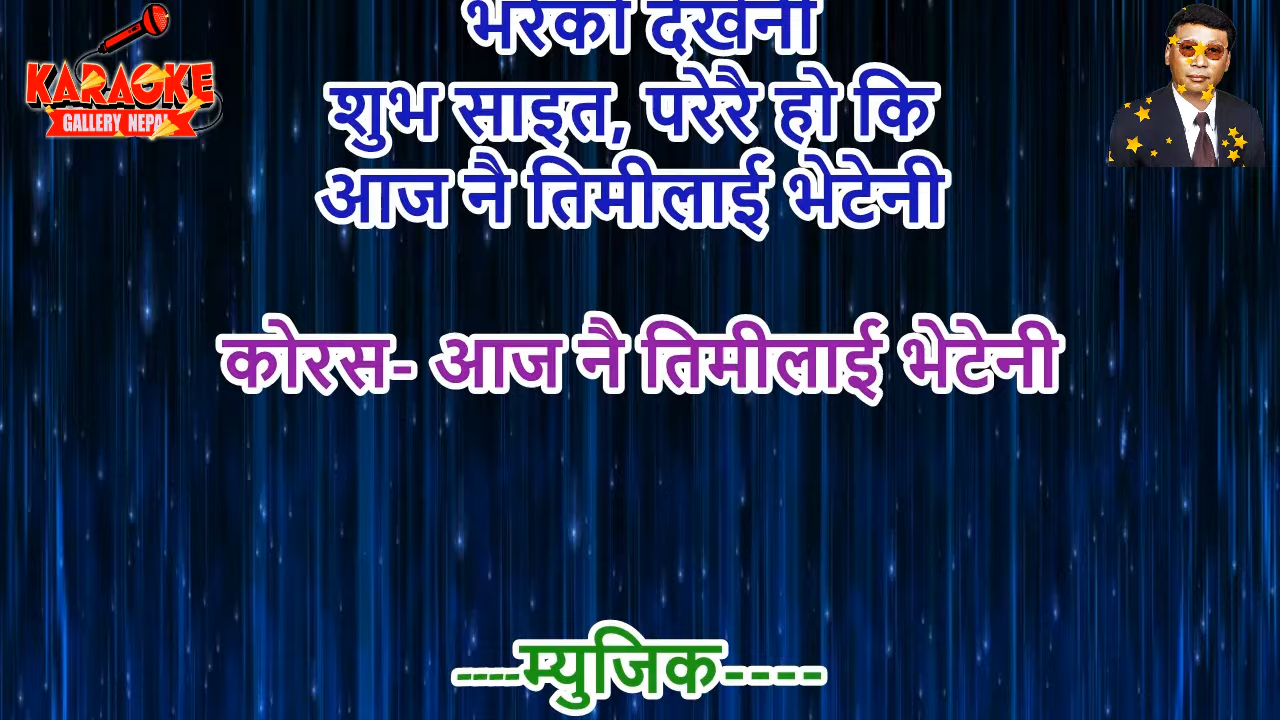 KARAOKE
GALLERY NEPAL
शुभ साइत, परेरै हो कि
आज नै तिमीलाई भेटेनी
कोरस- आज नै तिमीलाई भेटेनी
----म्युजिक----